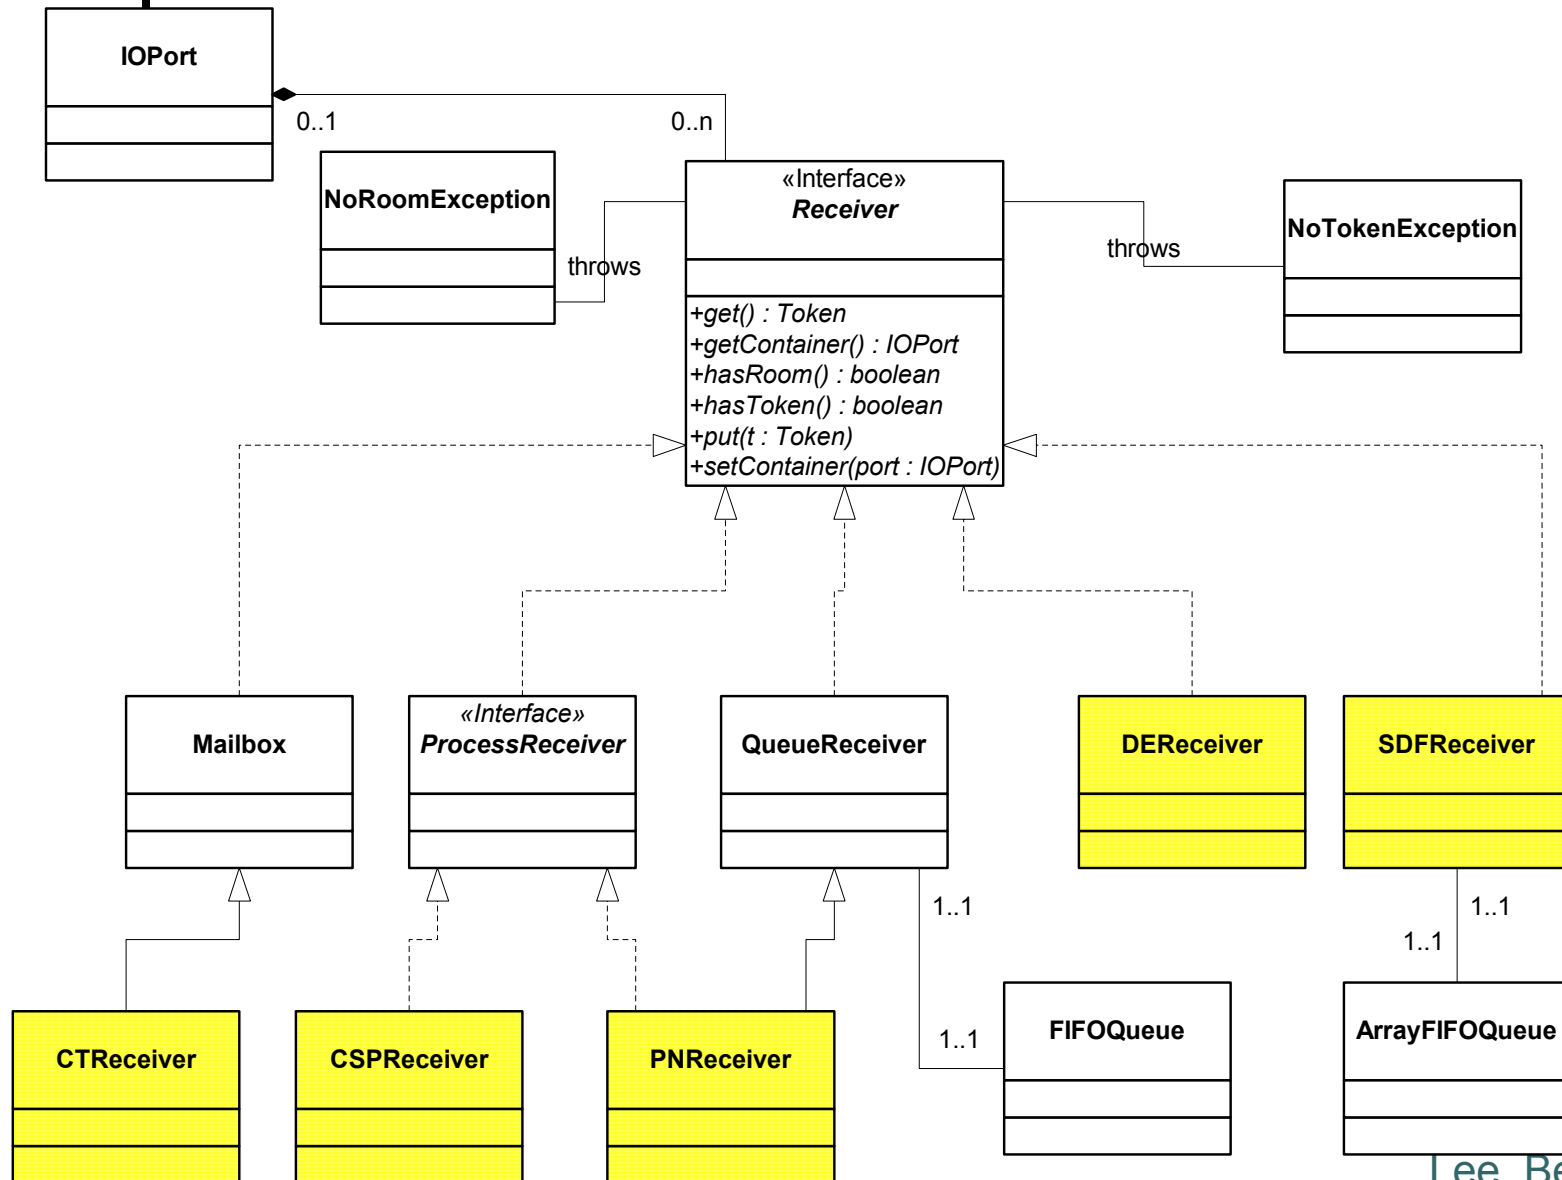 IOPort
0..1
0..n
NoRoomException
throws
«Interface»
Receiver
+get() : Token
+getContainer() : IOPort
+hasRoom() : boolean
+hasToken() : boolean
+put(t : Token)
+setContainer(port : IOPort)
throws
NoTokenException
Mailbox
«Interface»
ProcessReceiver
QueueReceiver
DEReceiver
SDFReceiver
1..1
1..1
1..1
1..1
CTReceiver
CSPReceiver
PNReceiver
FIFOQueue
ArrayFIFOQueue